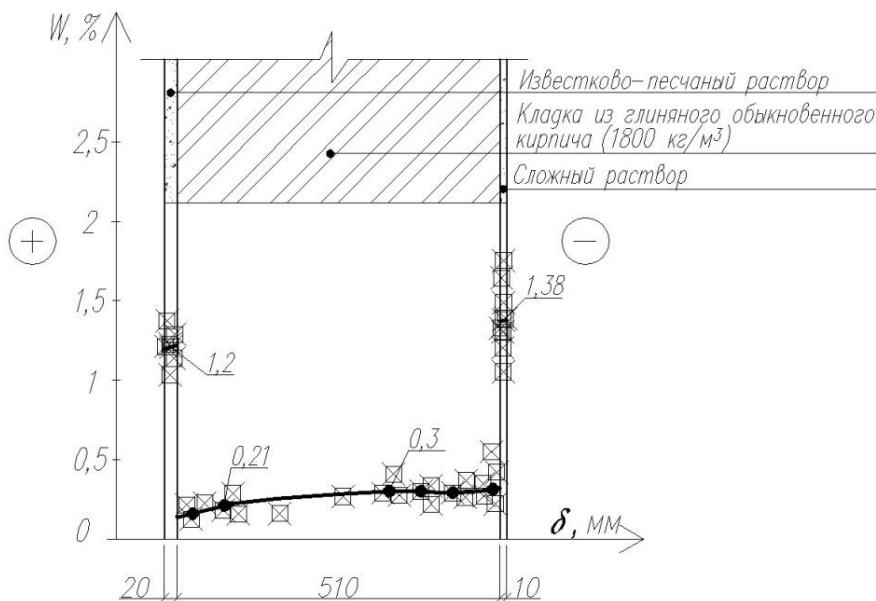 W, %
Известково-песчаный раствор
Кладка из глиняного обыкновенного
кирпича (1800 кг/м³)
Сложный раствор
2,5
2
+
−
1,5
1,38
1,2
1
0,5
0,21
0,3
0
δ, мм
20
510
10